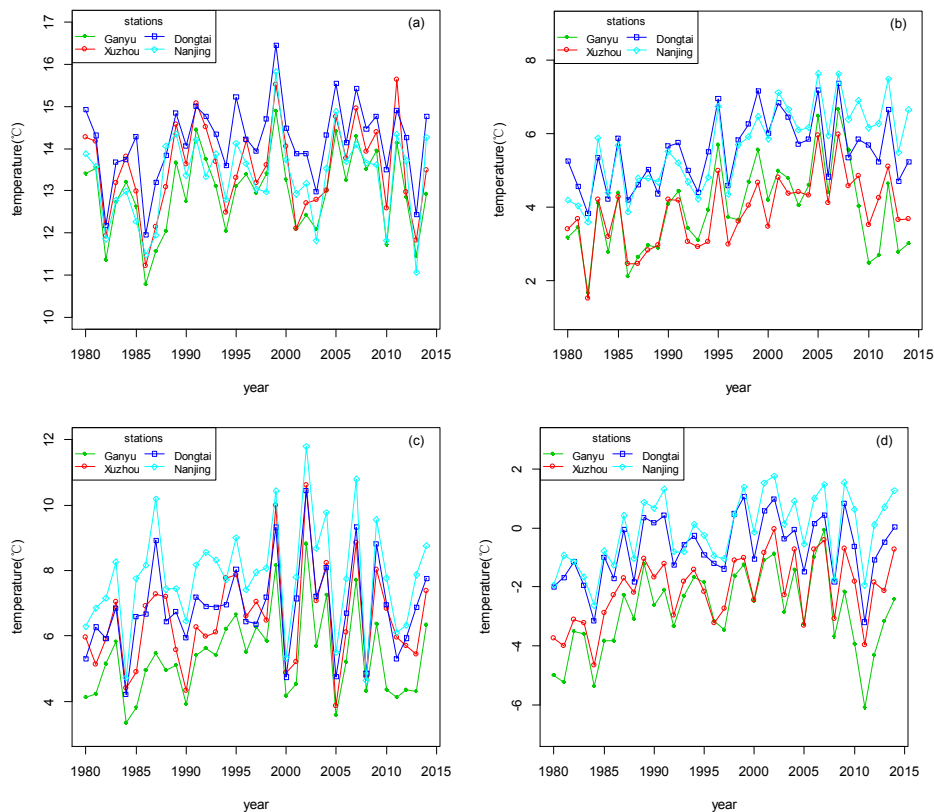 (a)
stations
Ganyu Dongtai
Xuzhou Nanjing
temperature(℃)
17
16
15
14
13
12
11
10
1980 1985 1990 1995 2000 2005 2010 2015
year
(b)
stations
Ganyu Dongtai
Xuzhou Nanjing
temperature(℃)
8
6
4
2
1980 1985 1990 1995 2000 2005 2010 2015
year
(c)
stations
Ganyu Dongtai
Xuzhou Nanjing
temperature(℃)
12
10
8
6
4
1980 1985 1990 1995 2000 2005 2010 2015
year
(d)
stations
Ganyu Dongtai
Xuzhou Nanjing
temperature(℃)
2
0
-2
-4
-6
1980 1985 1990 1995 2000 2005 2010 2015
year